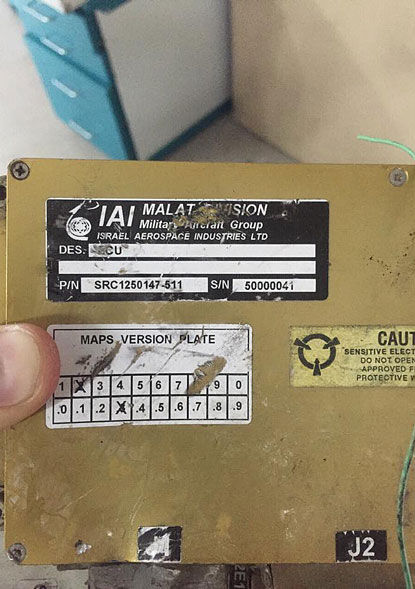 IAI MALAT DIVISION
Military Aircraft Group
ISRAEL AEROSPACE INDUSTRIES LTD
DES. CU
P/N SRC1250147-511 S/N 50000041
MAPS VERSION PLATE
1 3 4 5 6 7 9 0
.0 .1 .2 .4 .5 .6 .7 .8 .9
CAUT
SENSITIVE ELECT
DO NOT OPEN
APPROVED F
PROTECTIVE W
J2